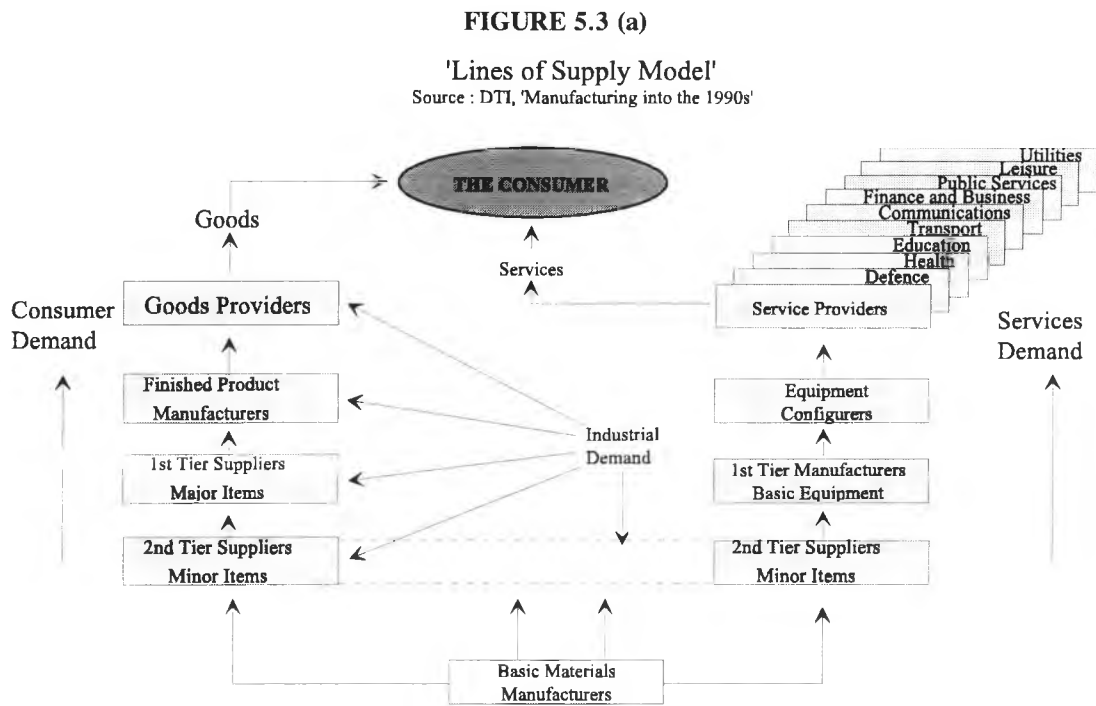 FIGURE 5.3 (a)
'Lines of Supply Model'
Source : DTI, 'Manufacturing into the 1990s'
THE CONSUMER
Utilities
Leisure
Public Services
Finance and Business
Communications
Transport
Education
Health
Defence
Service Providers
Goods
Services
Goods Providers
Consumer
Demand
Services
Demand
Finished Product
Manufacturers
Equipment
Configurers
Industrial
Demand
1st Tier Suppliers
Major Items
1st Tier Manufacturers
Basic Equipment
2nd Tier Suppliers
Minor Items
2nd Tier Suppliers
Minor Items
Basic Materials
Manufacturers